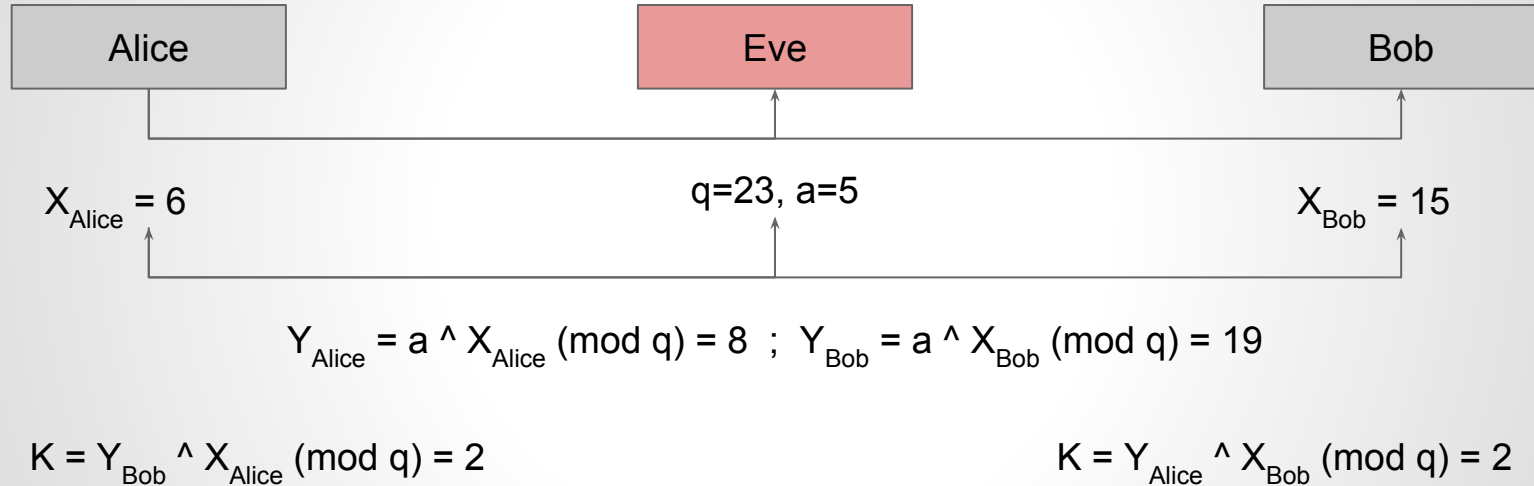 Alice Eve Bob
X_Alice = 6 q=23, a=5 X_Bob = 15
Y_Alice = a ^ X_Alice (mod q) = 8 ; Y_Bob = a ^ X_Bob (mod q) = 19
K = Y_Bob ^ X_Alice (mod q) = 2 K = Y_Alice ^ X_Bob (mod q) = 2